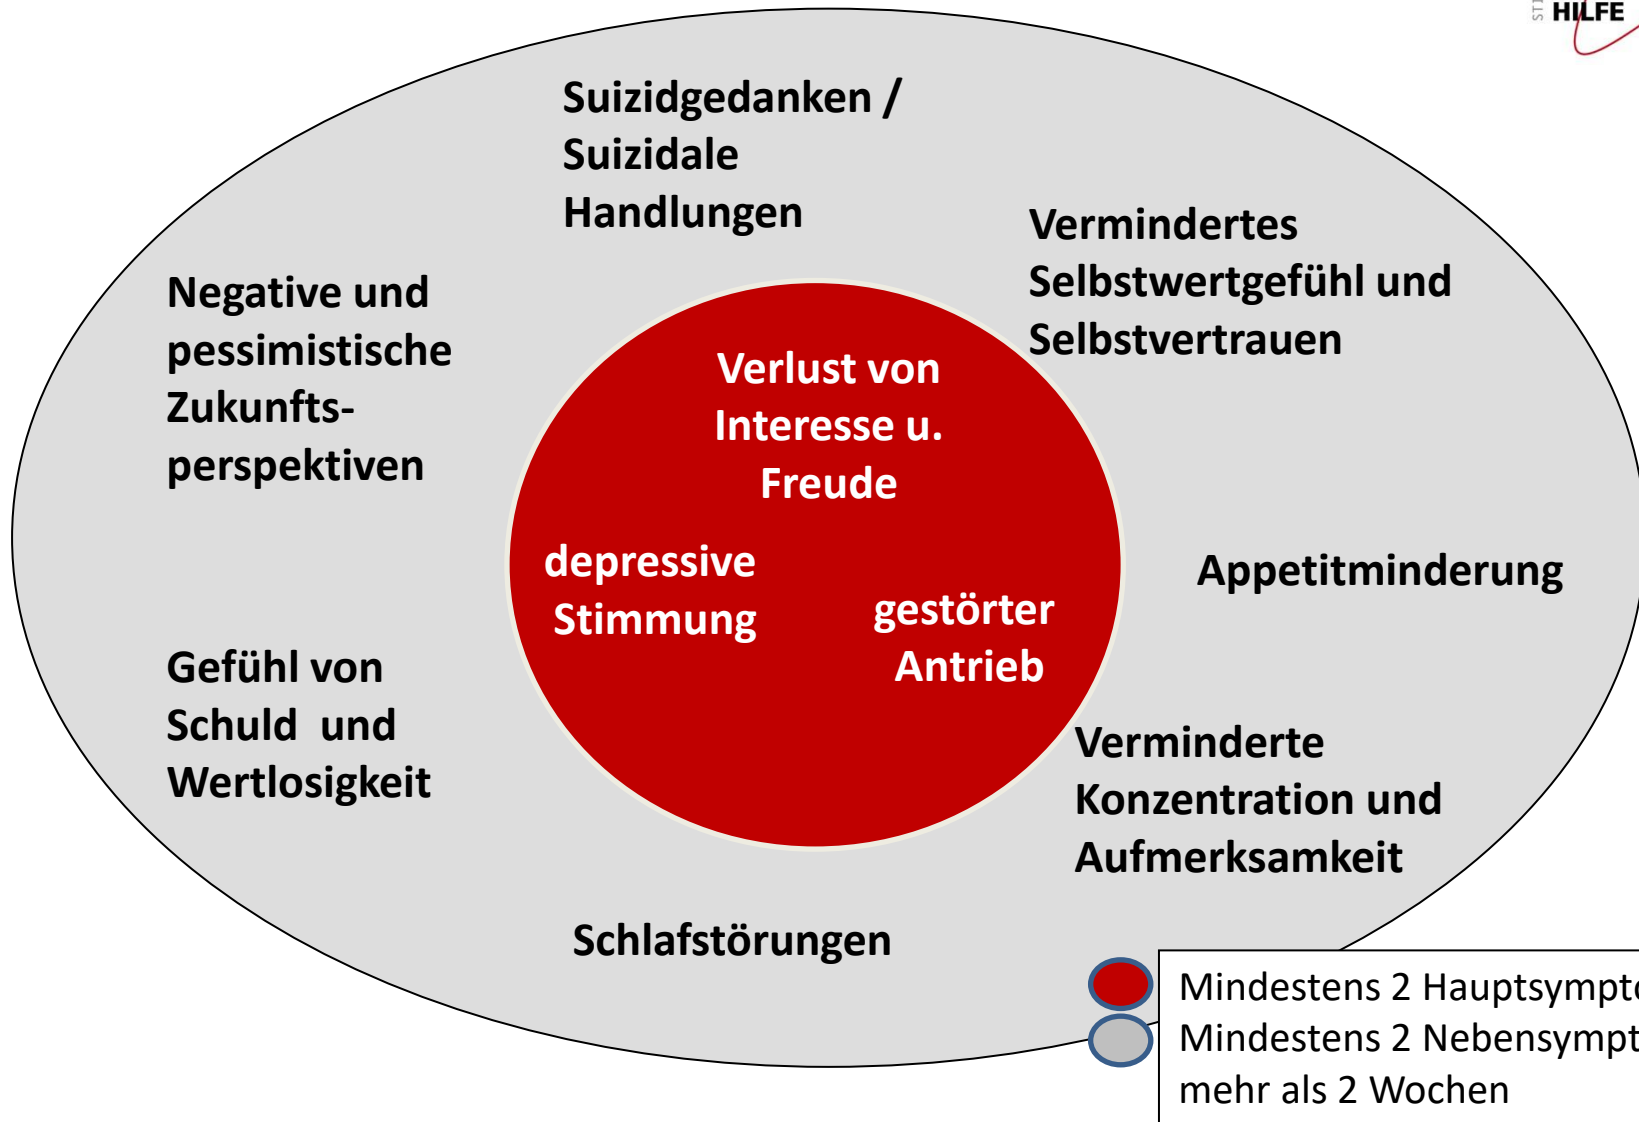 HILFE
Suizidgedanken /
Suizidale
Handlungen
Vermindertes
Selbstwertgefühl und
Selbstvertrauen
Negative und
pessimistische
Zukunfts-
perspektiven
Verlust von
Interesse u.
Freude
depressive
Stimmung
gestörter
Antrieb
Appetitminderung
Gefühl von
Schuld und
Wertlosigkeit
Verminderte
Konzentration und
Aufmerksamkeit
Schlafstörungen
Mindestens 2
Mindestens 2
mehr als 2 Wochen